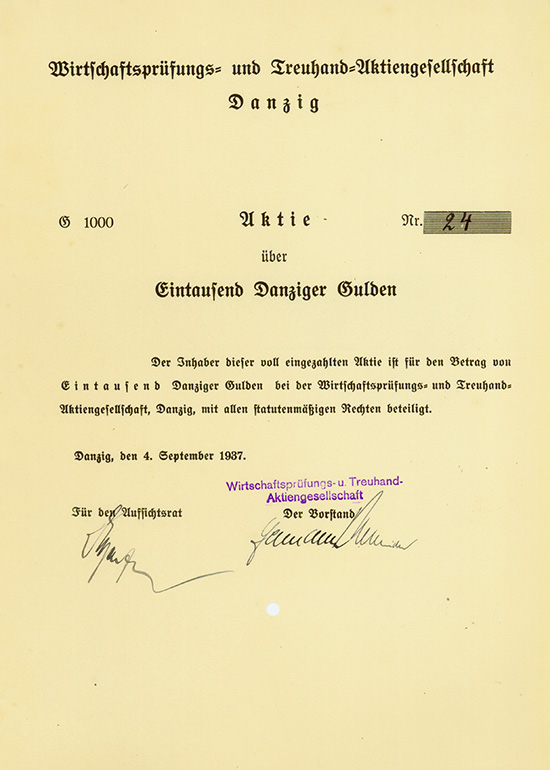 Wirtschaftsprüfungs- und Treuhand-Aktiengesellschaft
Danzig
G 1000 Aktie Nr. 24
über
Eintausend Danziger Gulden
Der Inhaber dieser voll eingezahlten Aktie ist für den Betrag von
Eintausend Danziger Gulden bei der Wirtschaftsprüfungs- und Treuhand-
Aktiengesellschaft, Danzig, mit allen statutenmäßigen Rechten beteiligt.
Danzig, den 4. September 1937.
Wirtschaftsprüfungs- u. Treuhand-
Aktiengesellschaft
Für den Aufsichtsrat Der Vorstand